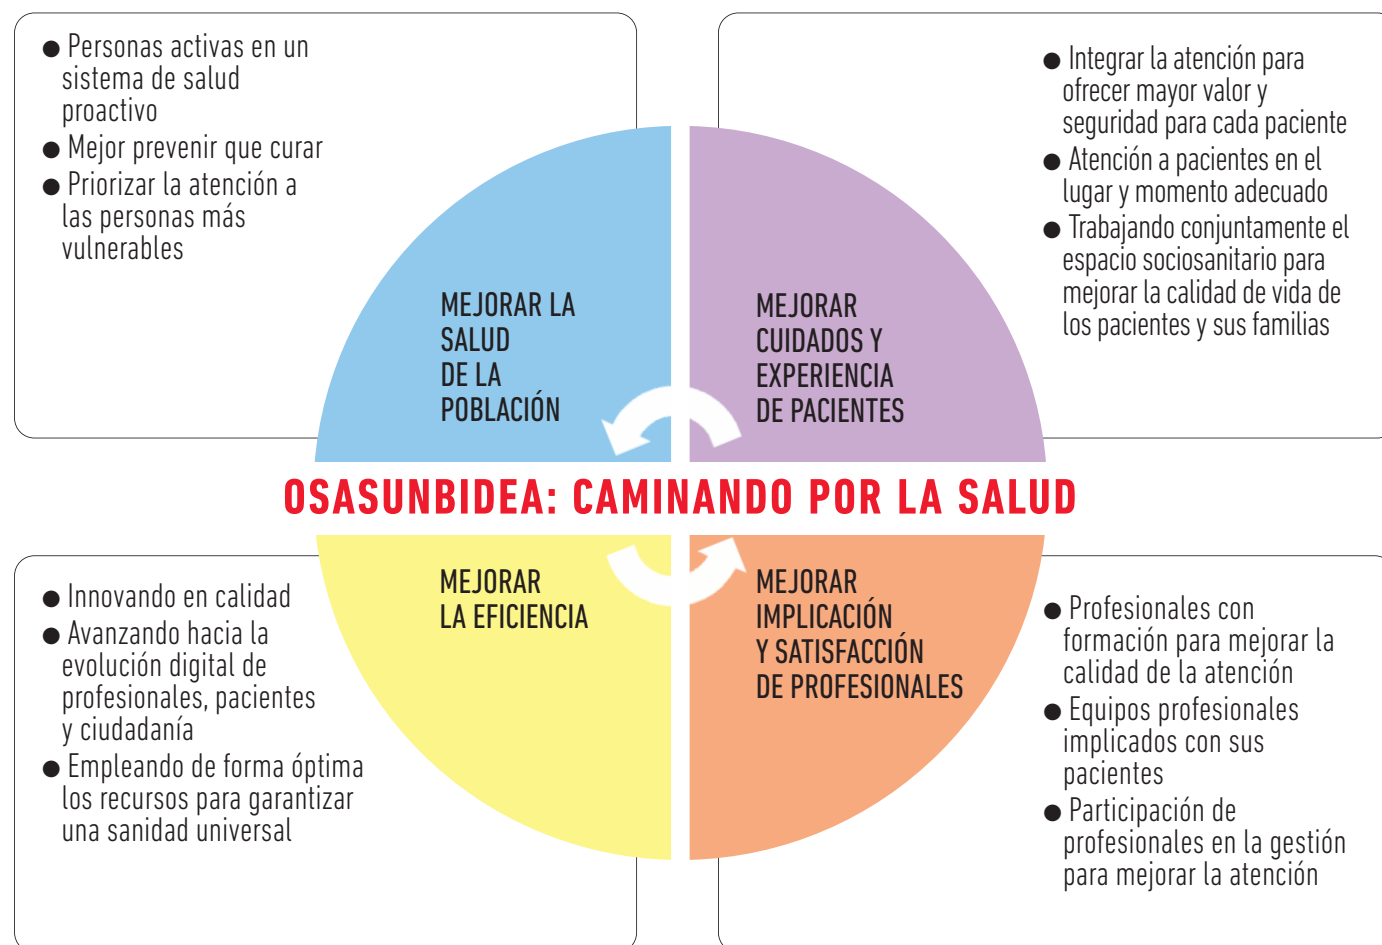 ● Personas activas en un
sistema de salud
proactivo
● Mejor prevenir que curar
● Priorizar la atención a
las personas más
vulnerables
● Integrar la atención para
ofrecer mayor valor y
seguridad para cada paciente
● Atención a pacientes en el
lugar y momento adecuado
● Trabajando conjuntamente el
espacio sociosanitario para
mejorar la calidad de vida de
los pacientes y sus familias
MEJORAR LA
SALUD
DE LA
POBLACIÓN
MEJORAR
CUIDADOS Y
EXPERIENCIA
DE PACIENTES
OSASUNBIDEA: CAMINANDO POR LA SALUD
MEJORAR
LA EFICIENCIA
MEJORAR
IMPLICACIÓN
Y SATISFACCIÓN
DE PROFESIONALES
● Innovando en calidad
● Avanzando hacia la
evolución digital de
profesionales, pacientes
y ciudadanía
● Empleando de forma óptima
los recursos para garantizar
una sanidad universal
● Profesionales con
formación para mejorar la
calidad de la atención
● Equipos profesionales
implicados con sus
pacientes
● Participación de
profesionales en la gestión
para mejorar la atención